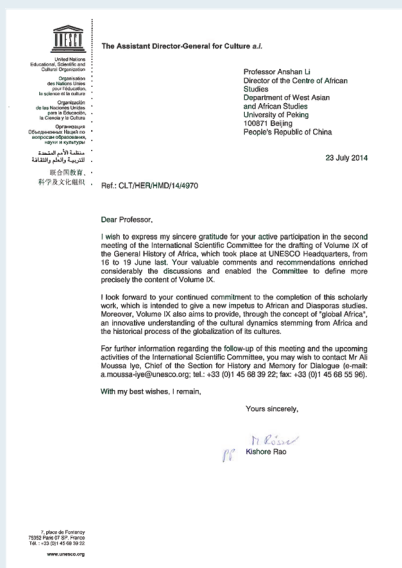 UNESCO
United Nations
Educational, Scientific and
Cultural Organization
Organisation
des Nations Unies
pour l'éducation,
la science et la culture
Organización
de las Naciones Unidas
para la Educación,
la Ciencia y la Cultura
Организация
Объединенных Наций по
вопросам образования,
науки и культуры
منظمة الأمم المتحدة
للتربية والعلم والثقافة
联合国教育、
科学及文化组织
The Assistant Director-General for Culture a.i.
Professor Anshan Li
Director of the Centre of African
Studies
Department of West Asian
and African Studies
University of Peking
100871 Beijing
People's Republic of China
23 July 2014
Ref.: CLT/HER/HMD/14/4970
Dear Professor,
I wish to express my sincere gratitude for your active participation in the second
meeting of the International Scientific Committee for the drafting of Volume IX of
the General History of Africa, which took place at UNESCO Headquarters, from
16 to 19 June last. Your valuable comments and recommendations enriched
considerably the discussions and enabled the Committee to define more
precisely the content of Volume IX.
I look forward to your continued commitment to the completion of this scholarly
work, which is intended to give a new impetus to African and Diasporas studies.
Moreover, Volume IX also aims to provide, through the concept of "global Africa",
an innovative understanding of the cultural dynamics stemming from Africa and
the historical process of the globalization of its cultures.
For further information regarding the follow-up of this meeting and the upcoming
activities of the International Scientific Committee, you may wish to contact Mr Ali
Moussa Iye, Chief of the Section for History and Memory for Dialogue (e-mail:
a.moussa-iye@unesco.org; tel.: +33 (0)1 45 68 39 22; fax: +33 (0)1 45 68 55 96).
With my best wishes, I remain,
Yours sincerely,
pp
Kishore Rao
7, place de Fontenoy
75352 Paris 07 SP, France
Tél. : +33 (0)1 45 68 39 22
www.unesco.org